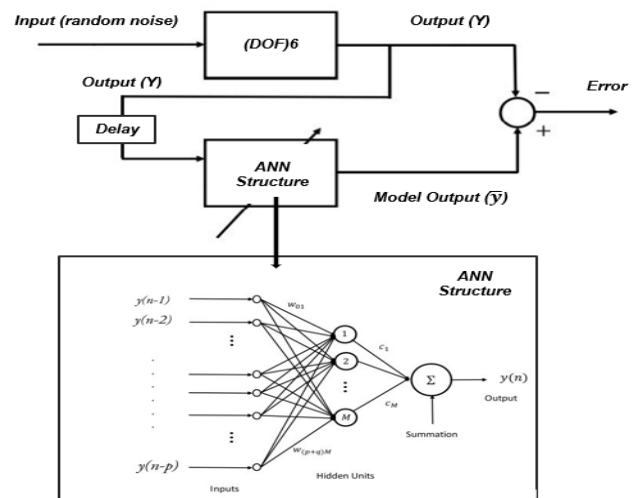 Input (random noise)
(DOF)6
Output (Y)
Output (Y)
Error
−
+
Delay
ANN
Structure
Model Output (ȳ)
ANN
Structure
y(n-1)
y(n-2)
...
.
.
.
...
y(n-p)
Inputs
w01
w(p+q)M
1
2
...
M
Hidden Units
c1
cM
Σ
Summation
y(n)
Output